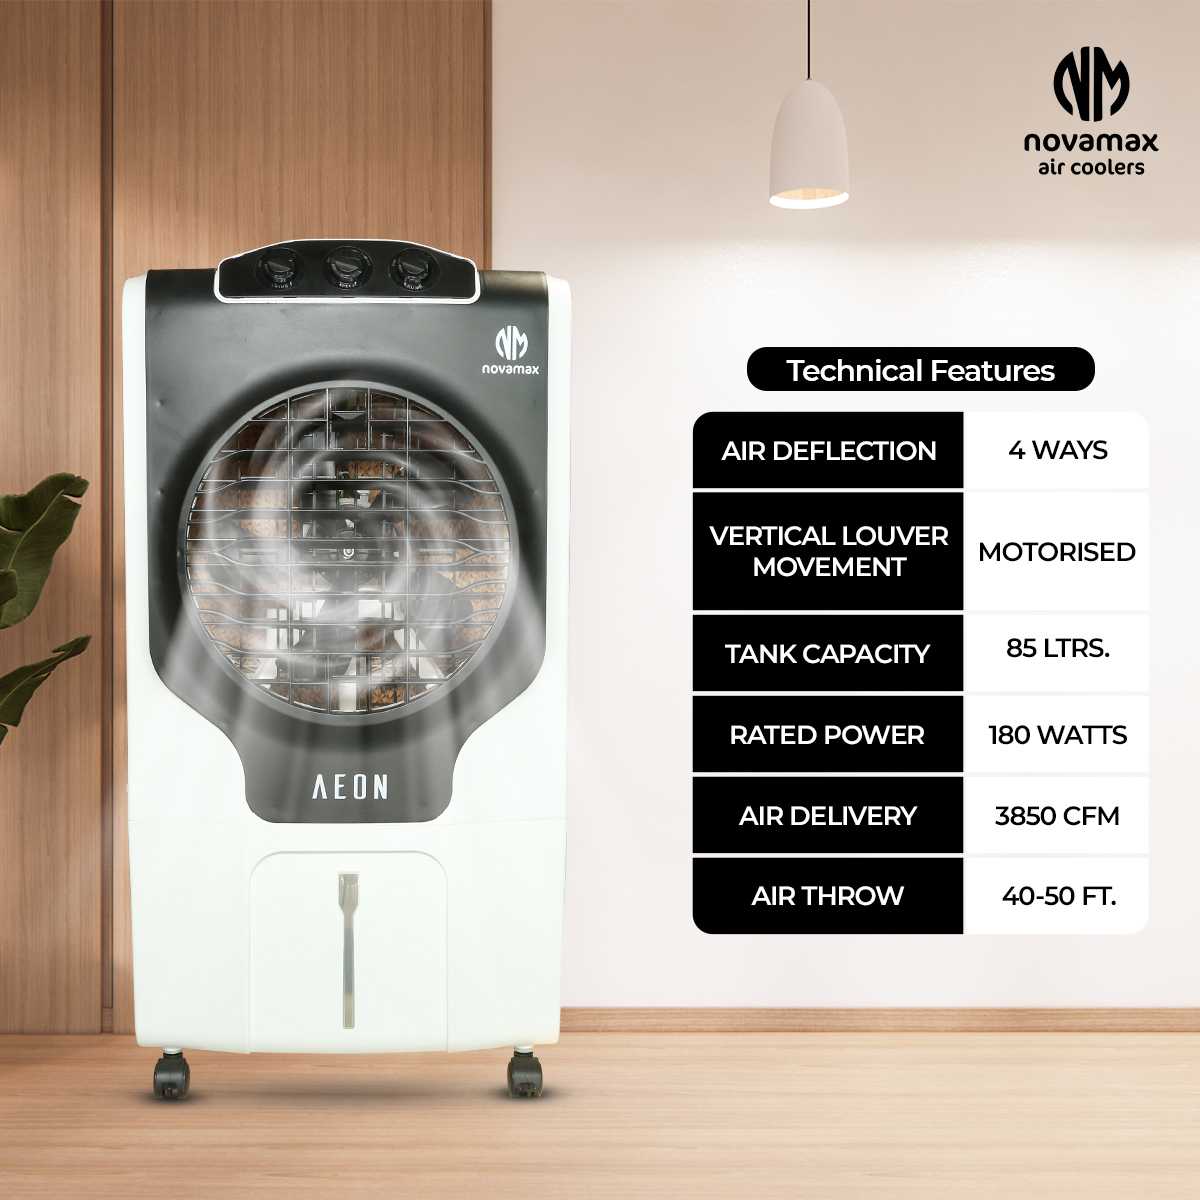 NM
novamax
air coolers
NM
novamax
Technical Features
AIR DEFLECTION
4 WAYS
VERTICAL LOUVER
MOVEMENT
MOTORISED
TANK CAPACITY
85 LTRS.
RATED POWER
180 WATTS
AIR DELIVERY
3850 CFM
AIR THROW
40-50 FT.
AEON